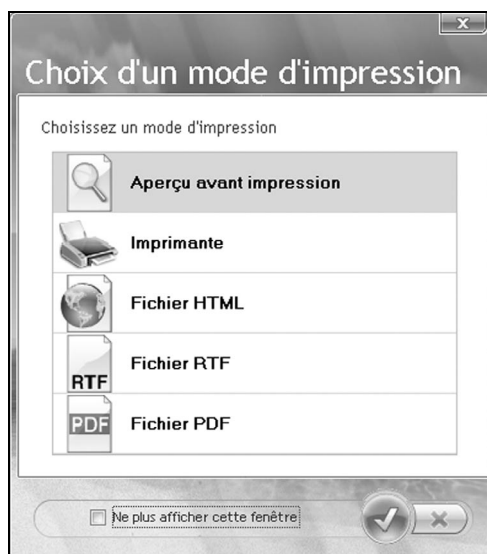 Choix d'un mode d'impression
Choisissez un mode d'impression
Aperçu avant impression
Imprimante
Fichier HTML
RTF
Fichier RTF
PDF
Fichier PDF
Ne plus afficher cette fenêtre